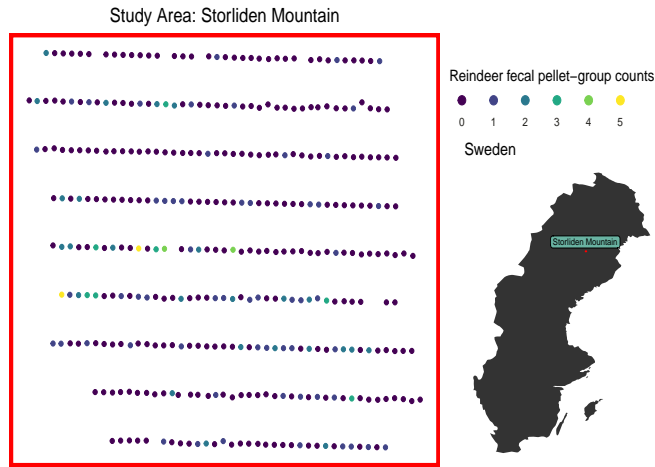 Study Area: Storliden Mountain
Reindeer fecal pellet−group counts
0 1 2 3 4 5
Sweden
Storliden Mountain